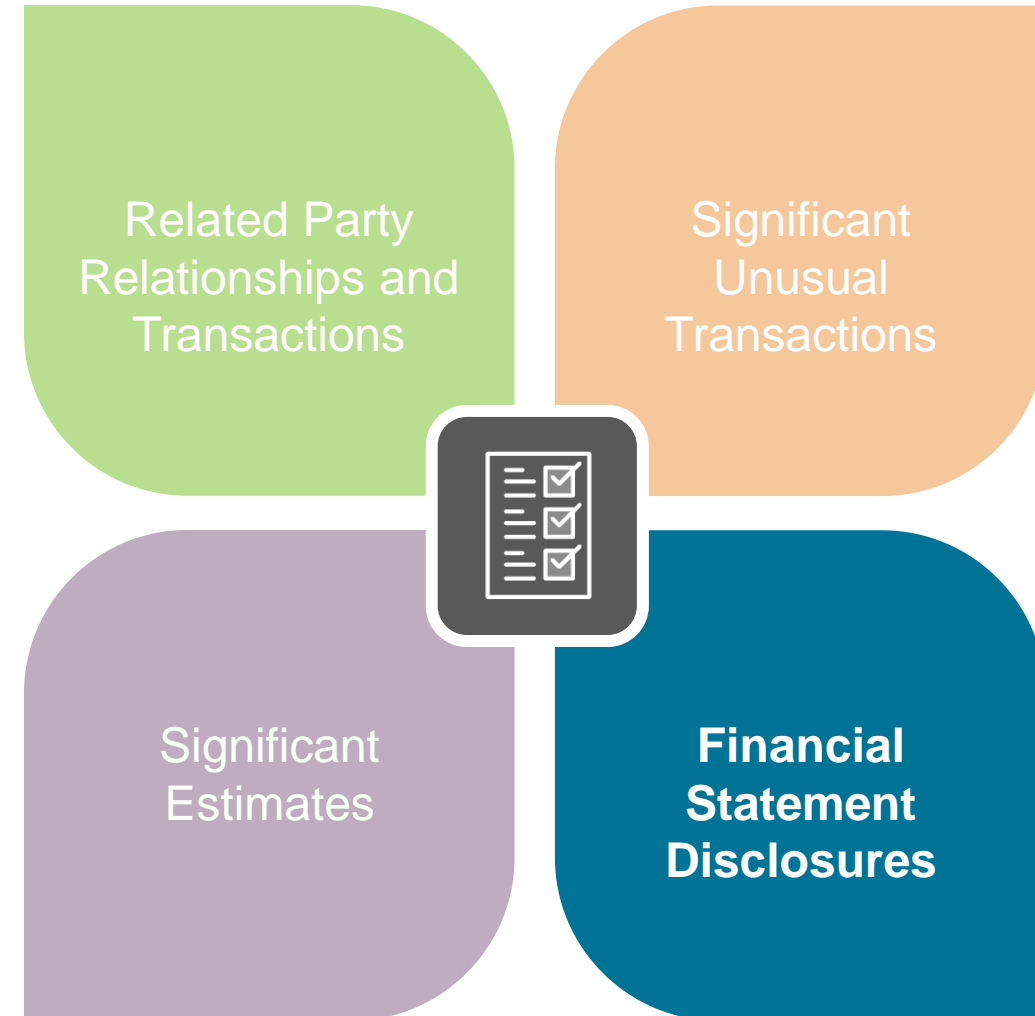 Related Party
Relationships and
Transactions
Significant
Unusual
Transactions
Significant
Estimates
Financial
Statement
Disclosures